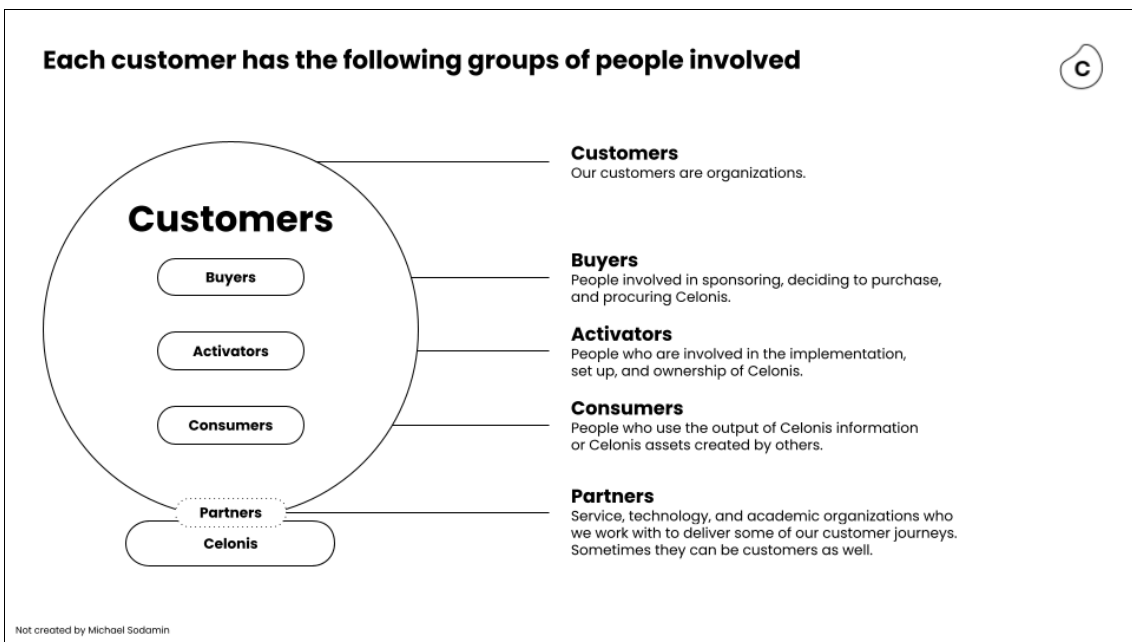 Each customer has the following groups of people involved
C
Customers
Buyers
Activators
Consumers
Partners
Celonis
Customers
Our customers are organizations.
Buyers
People involved in sponsoring, deciding to purchase,
and procuring Celonis.
Activators
People who are involved in the implementation,
set up, and ownership of Celonis.
Consumers
People who use the output of Celonis information
or Celonis assets created by others.
Partners
Service, technology, and academic organizations who
we work with to deliver some of our customer journeys.
Sometimes they can be customers as well.
Not created by Michael Sodamin